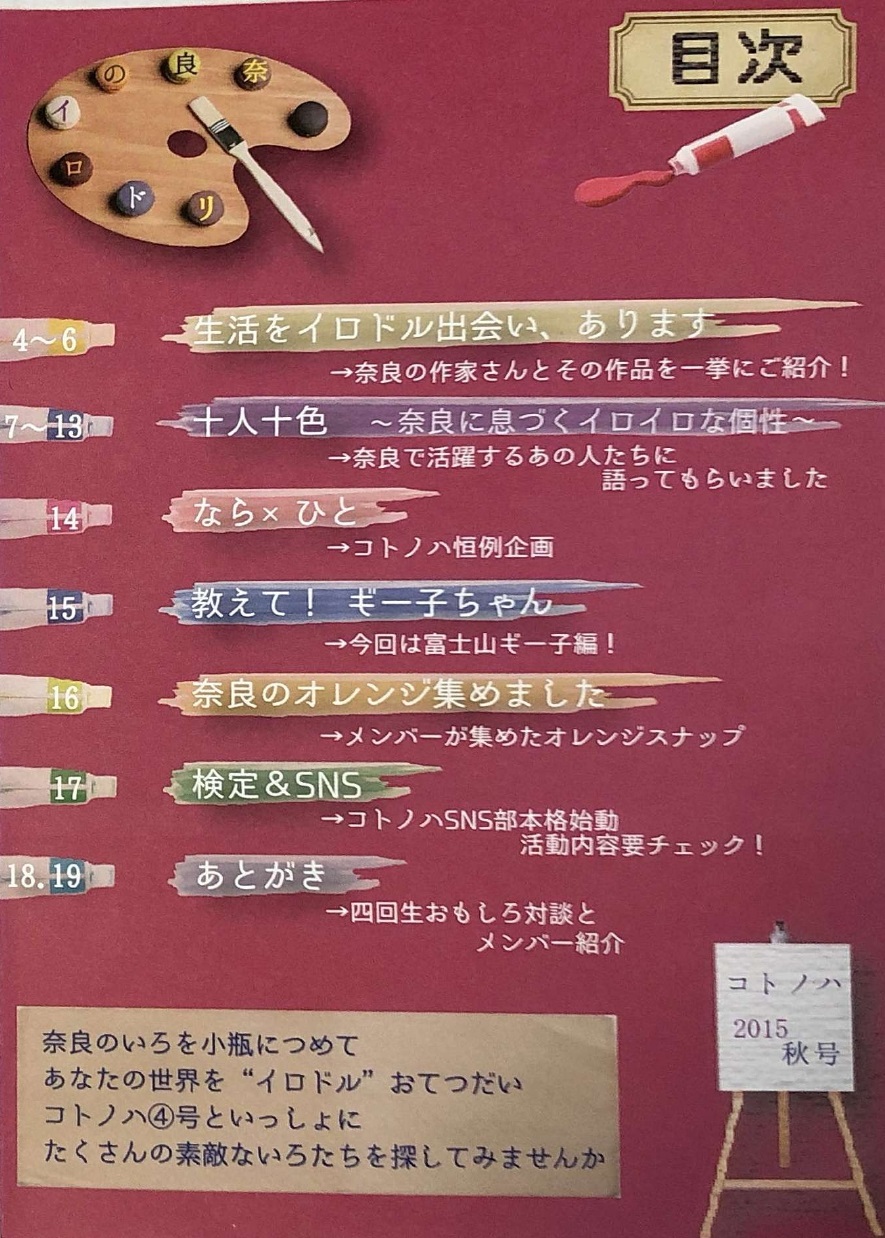 目次
奈良のイロドリ
4～6
生活をイロドル出会い、あります
→奈良の作家さんとその作品を一挙にご紹介！
7～13
十人十色　～奈良に息づくイロイロな個性～
→奈良で活躍するあの人たちに
語ってもらいました
14
なら× ひと
→コトノハ恒例企画
15
教えて！　ギー子ちゃん
→今回は富士山ギー子編！
16
奈良のオレンジ集めました
→メンバーが集めたオレンジスナップ
17
検定＆SNS
→コトノハSNS部本格始動
活動内容要チェック！
18.19
あとがき
→四回生おもしろ対談と
メンバー紹介
奈良のいろを小瓶につめて
あなたの世界を“イロドル”おてつだい
コトノハ④号といっしょに
たくさんの素敵ないろたちを探してみませんか
コトノハ
2015
秋号